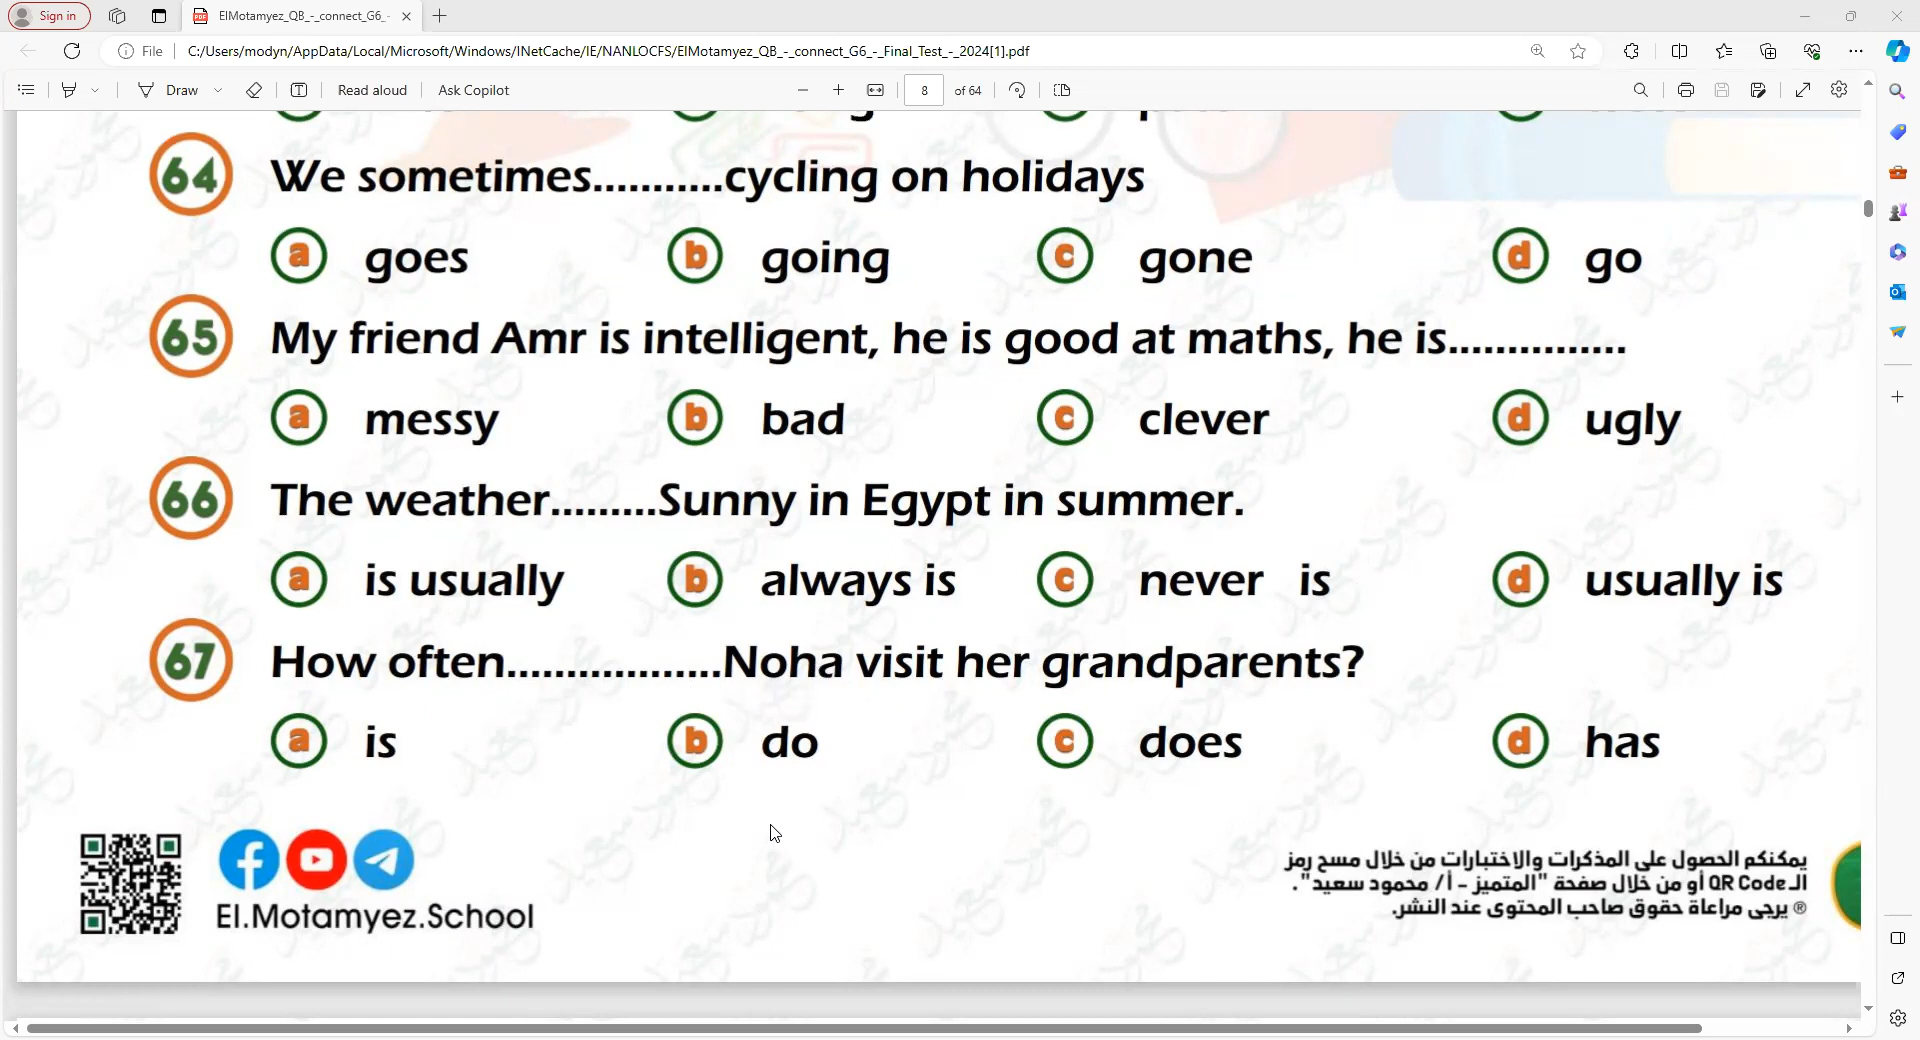 Sign in
ElMotamyez_QB_-_connect_G6_-
File
C:/Users/modyn/AppData/Local/Microsoft/Windows/INetCache/IE/NANLOCFS/ElMotamyez_QB_-_connect_G6_-_Final_Test_-_2024[1].pdf
Draw
Read aloud
Ask Copilot
8 of 64
64 We sometimes...........cycling on holidays
a goes b going c gone d go
65 My friend Amr is intelligent, he is good at maths, he is...............
a messy b bad c clever d ugly
66 The weather.........Sunny in Egypt in summer.
a is usually b always is c never is d usually is
67 How often..................Noha visit her grandparents?
a is b do c does d has
El.Motamyez.School
يمكنكم الحصول على المذكرات والاختبارات من خلال مسح رمز
الـ QR Code أو من خلال صفحة "المتميز - أ/ محمود سعيد".
® يرجى مراعاة حقوق صاحب المحتوى عند النشر.